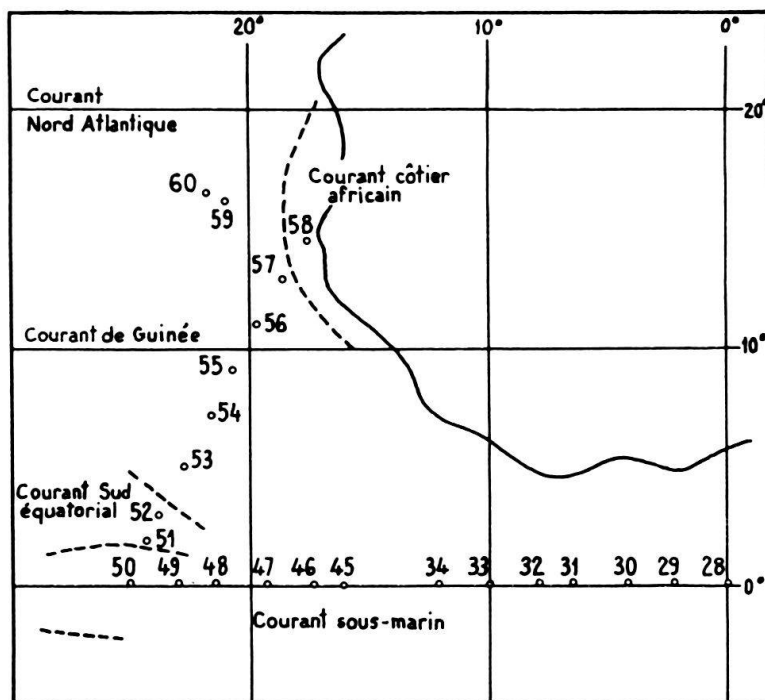 20° 10° 0°
Courant
Nord Atlantique
20°
60
59
Courant côtier
africain
58
57
56
Courant de Guinée
10°
55
54
53
Courant Sud
équatorial
52
51
50 49 48 47 46 45 34 33 32 31 30 29 28
0°
Courant sous-marin